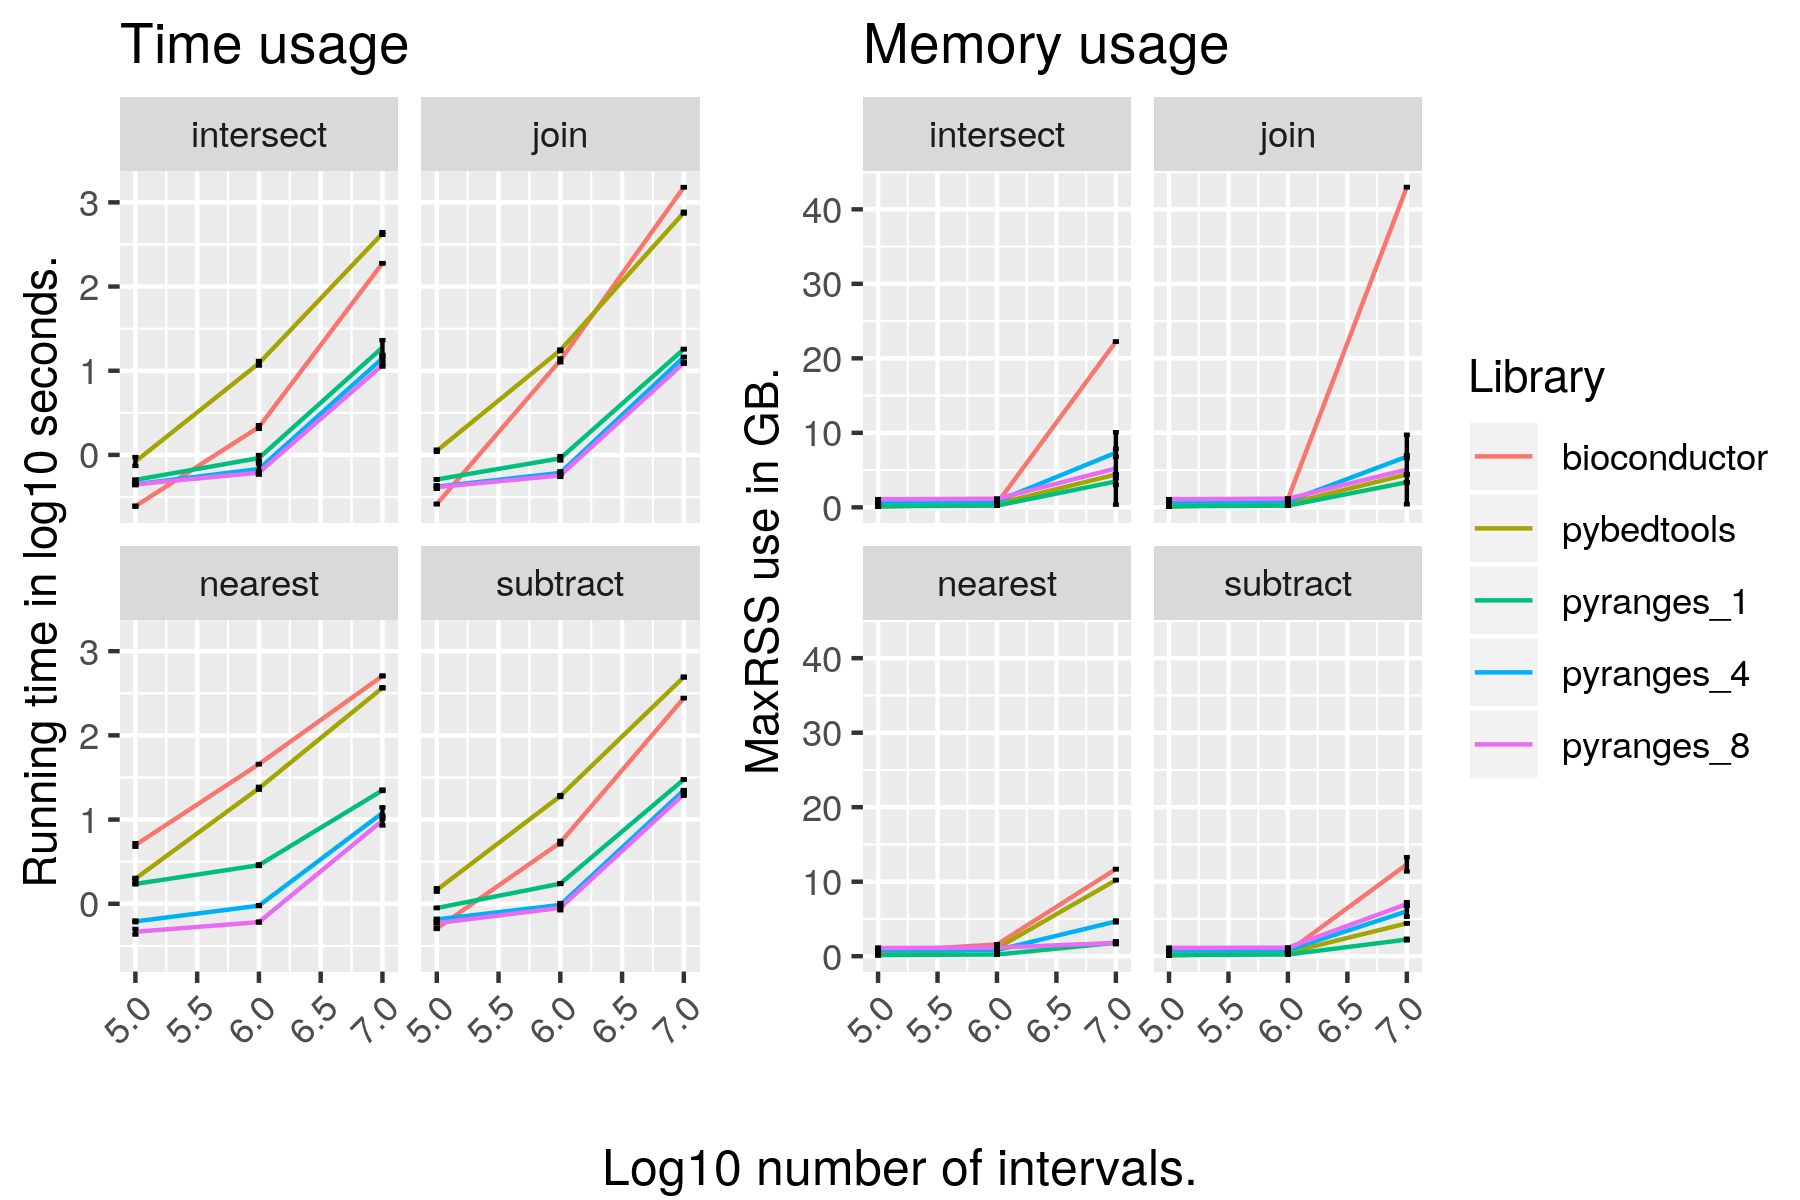 Time usage
Memory usage
intersect
join
intersect
join
3
2
1
0
40
30
20
10
0
nearest
subtract
nearest
subtract
3
2
1
0
40
30
20
10
0
5.0
5.5
6.0
6.5
7.0
5.0
5.5
6.0
6.5
7.0
5.0
5.5
6.0
6.5
7.0
5.0
5.5
6.0
6.5
7.0
Running time in log10 seconds.
MaxRSS use in GB.
Log10 number of intervals.
Library
bioconductor
pybedtools
pyranges_1
pyranges_4
pyranges_8